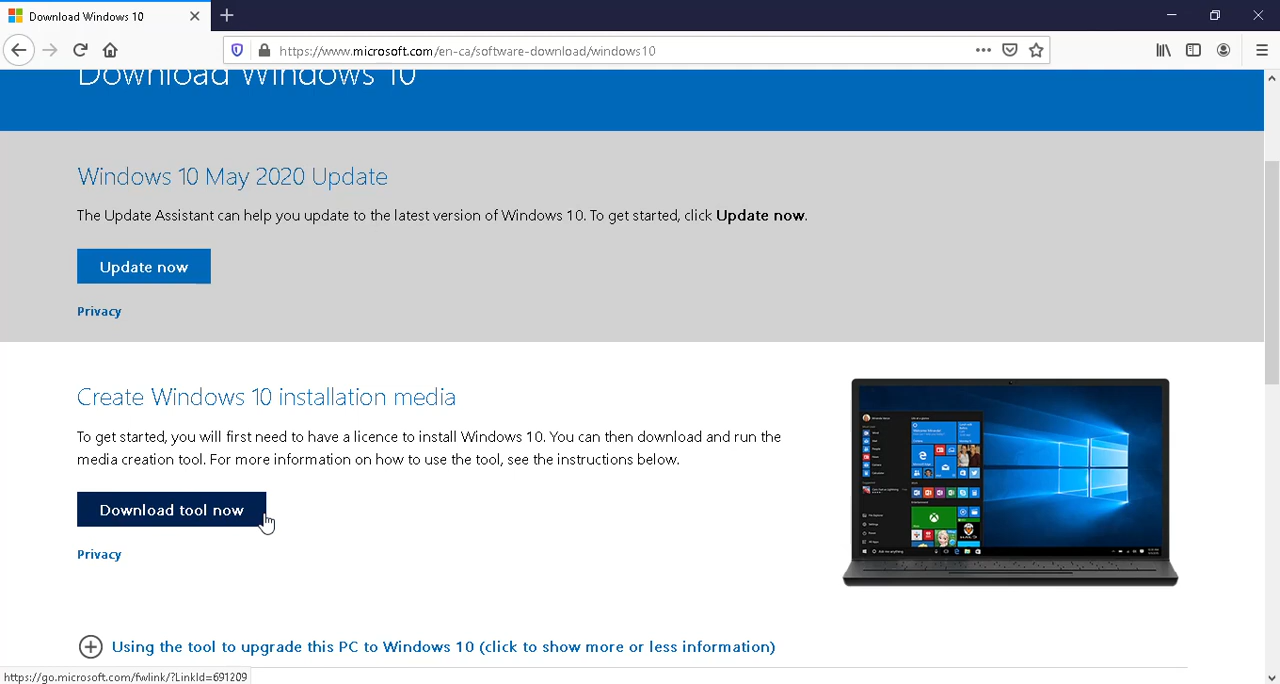 Download Windows 10
https://www.microsoft.com/en-ca/software-download/windows10
Download Windows 10
Windows 10 May 2020 Update
The Update Assistant can help you update to the latest version of Windows 10. To get started, click Update now.
Update now
Privacy
Create Windows 10 installation media
To get started, you will first need to have a licence to install Windows 10. You can then download and run the
media creation tool. For more information on how to use the tool, see the instructions below.
Download tool now
Privacy
Using the tool to upgrade this PC to Windows 10 (click to show more or less information)
https://go.microsoft.com/fwlink/?LinkId=691209